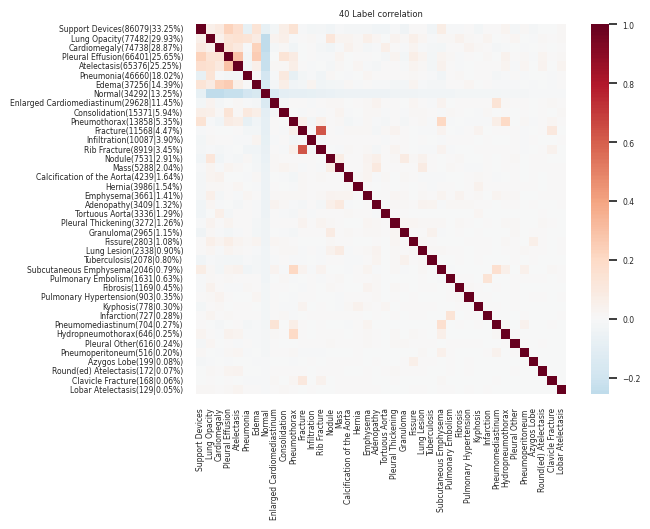 40 Label correlation
Support Devices(86079|33.25%)
Lung Opacity(77482|29.93%)
Cardiomegaly(74738|28.87%)
Pleural Effusion(66401|25.65%)
Atelectasis(65376|25.25%)
Pneumonia(46660|18.02%)
Edema(37256|14.39%)
Normal(34292|13.25%)
Enlarged Cardiomediastinum(29628|11.45%)
Consolidation(15371|5.94%)
Pneumothorax(13858|5.35%)
Fracture(11568|4.47%)
Infiltration(10087|3.90%)
Rib Fracture(8919|3.45%)
Nodule(7531|2.91%)
Mass(5288|2.04%)
Calcification of the Aorta(4239|1.64%)
Hernia(3986|1.54%)
Emphysema(3661|1.41%)
Adenopathy(3409|1.32%)
Tortuous Aorta(3336|1.29%)
Pleural Thickening(3272|1.26%)
Granuloma(2965|1.15%)
Fissure(2803|1.08%)
Lung Lesion(2338|0.90%)
Tuberculosis(2078|0.80%)
Subcutaneous Emphysema(2046|0.79%)
Pulmonary Embolism(1631|0.63%)
Fibrosis(1169|0.45%)
Pulmonary Hypertension(903|0.35%)
Kyphosis(778|0.30%)
Infarction(727|0.28%)
Pneumomediastinum(704|0.27%)
Hydropneumothorax(646|0.25%)
Pleural Other(616|0.24%)
Pneumoperitoneum(516|0.20%)
Azygos Lobe(199|0.08%)
Round(ed) Atelectasis(172|0.07%)
Clavicle Fracture(168|0.06%)
Lobar Atelectasis(129|0.05%)
Support Devices
Lung Opacity
Cardiomegaly
Pleural Effusion
Atelectasis
Pneumonia
Edema
Normal
Enlarged Cardiomediastinum
Consolidation
Pneumothorax
Fracture
Infiltration
Rib Fracture
Nodule
Mass
Calcification of the Aorta
Hernia
Emphysema
Adenopathy
Tortuous Aorta
Pleural Thickening
Granuloma
Fissure
Lung Lesion
Tuberculosis
Subcutaneous Emphysema
Pulmonary Embolism
Fibrosis
Pulmonary Hypertension
Kyphosis
Infarction
Pneumomediastinum
Hydropneumothorax
Pleural Other
Pneumoperitoneum
Azygos Lobe
Round(ed) Atelectasis
Clavicle Fracture
Lobar Atelectasis
1.0
0.8
0.6
0.4
0.2
0.0
−0.2